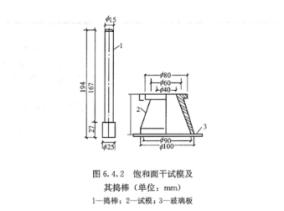 φ15
1
194
167
27
φ25
φ80
φ60
φ40
2
3
φ90
φ100
图 6.4.2 饱和面干试模及
其捣棒（单位：mm）
1—捣棒；2—试模；3—玻璃板